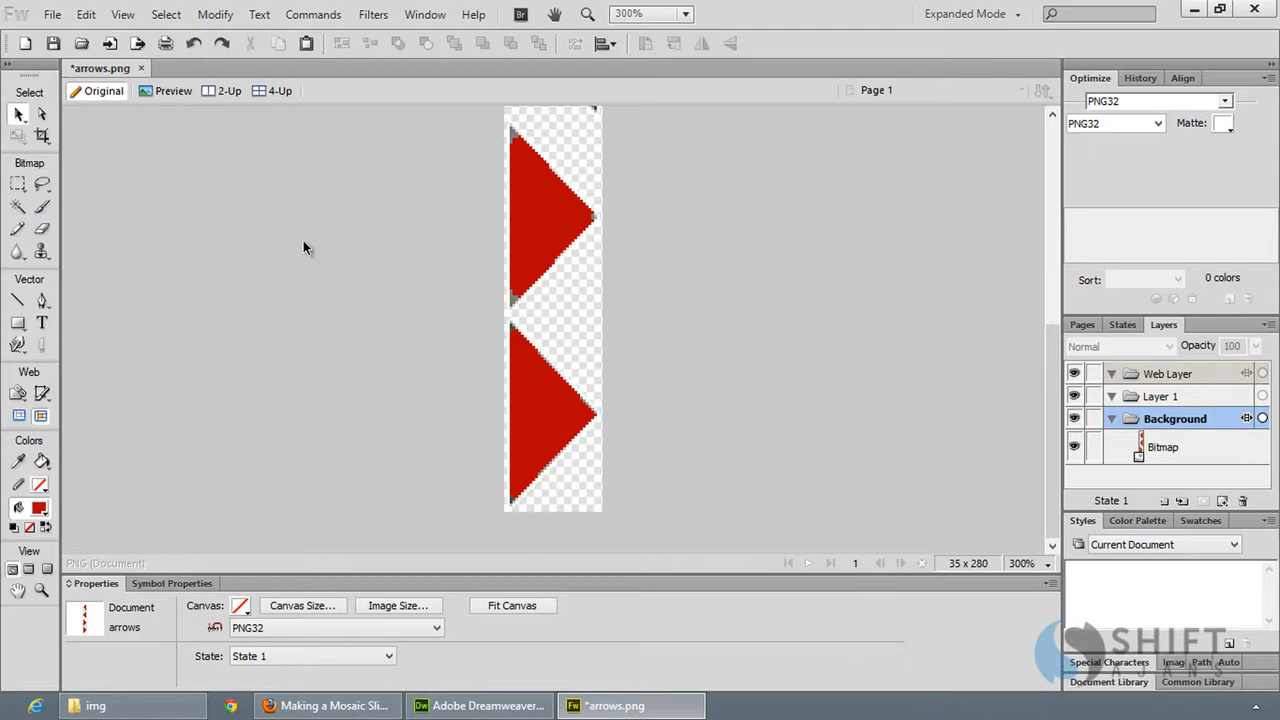 Fw File Edit View Select Modify Text Commands Filters Window Help Br 300% Expanded Mode
*arrows.png
Original Preview 2-Up 4-Up Page 1
Select
Bitmap
Vector
Web
Colors
View
Optimize History Align
PNG32
PNG32 Matte:
Sort: 0 colors
Pages States Layers
Normal Opacity 100
Web Layer
Layer 1
Background
Bitmap
State 1
Styles Color Palette Swatches
Current Document
SHIFT
AJANS
Special Characters Imag Path Auto
Document Library Common Library
PNG (Document) 1 35 x 280 300%
Properties Symbol Properties
Document
arrows
Canvas: Canvas Size... Image Size... Fit Canvas
PNG32
State: State 1
img Making a Mosaic Sli... Dw Adobe Dreamweaver... Fw *arrows.png